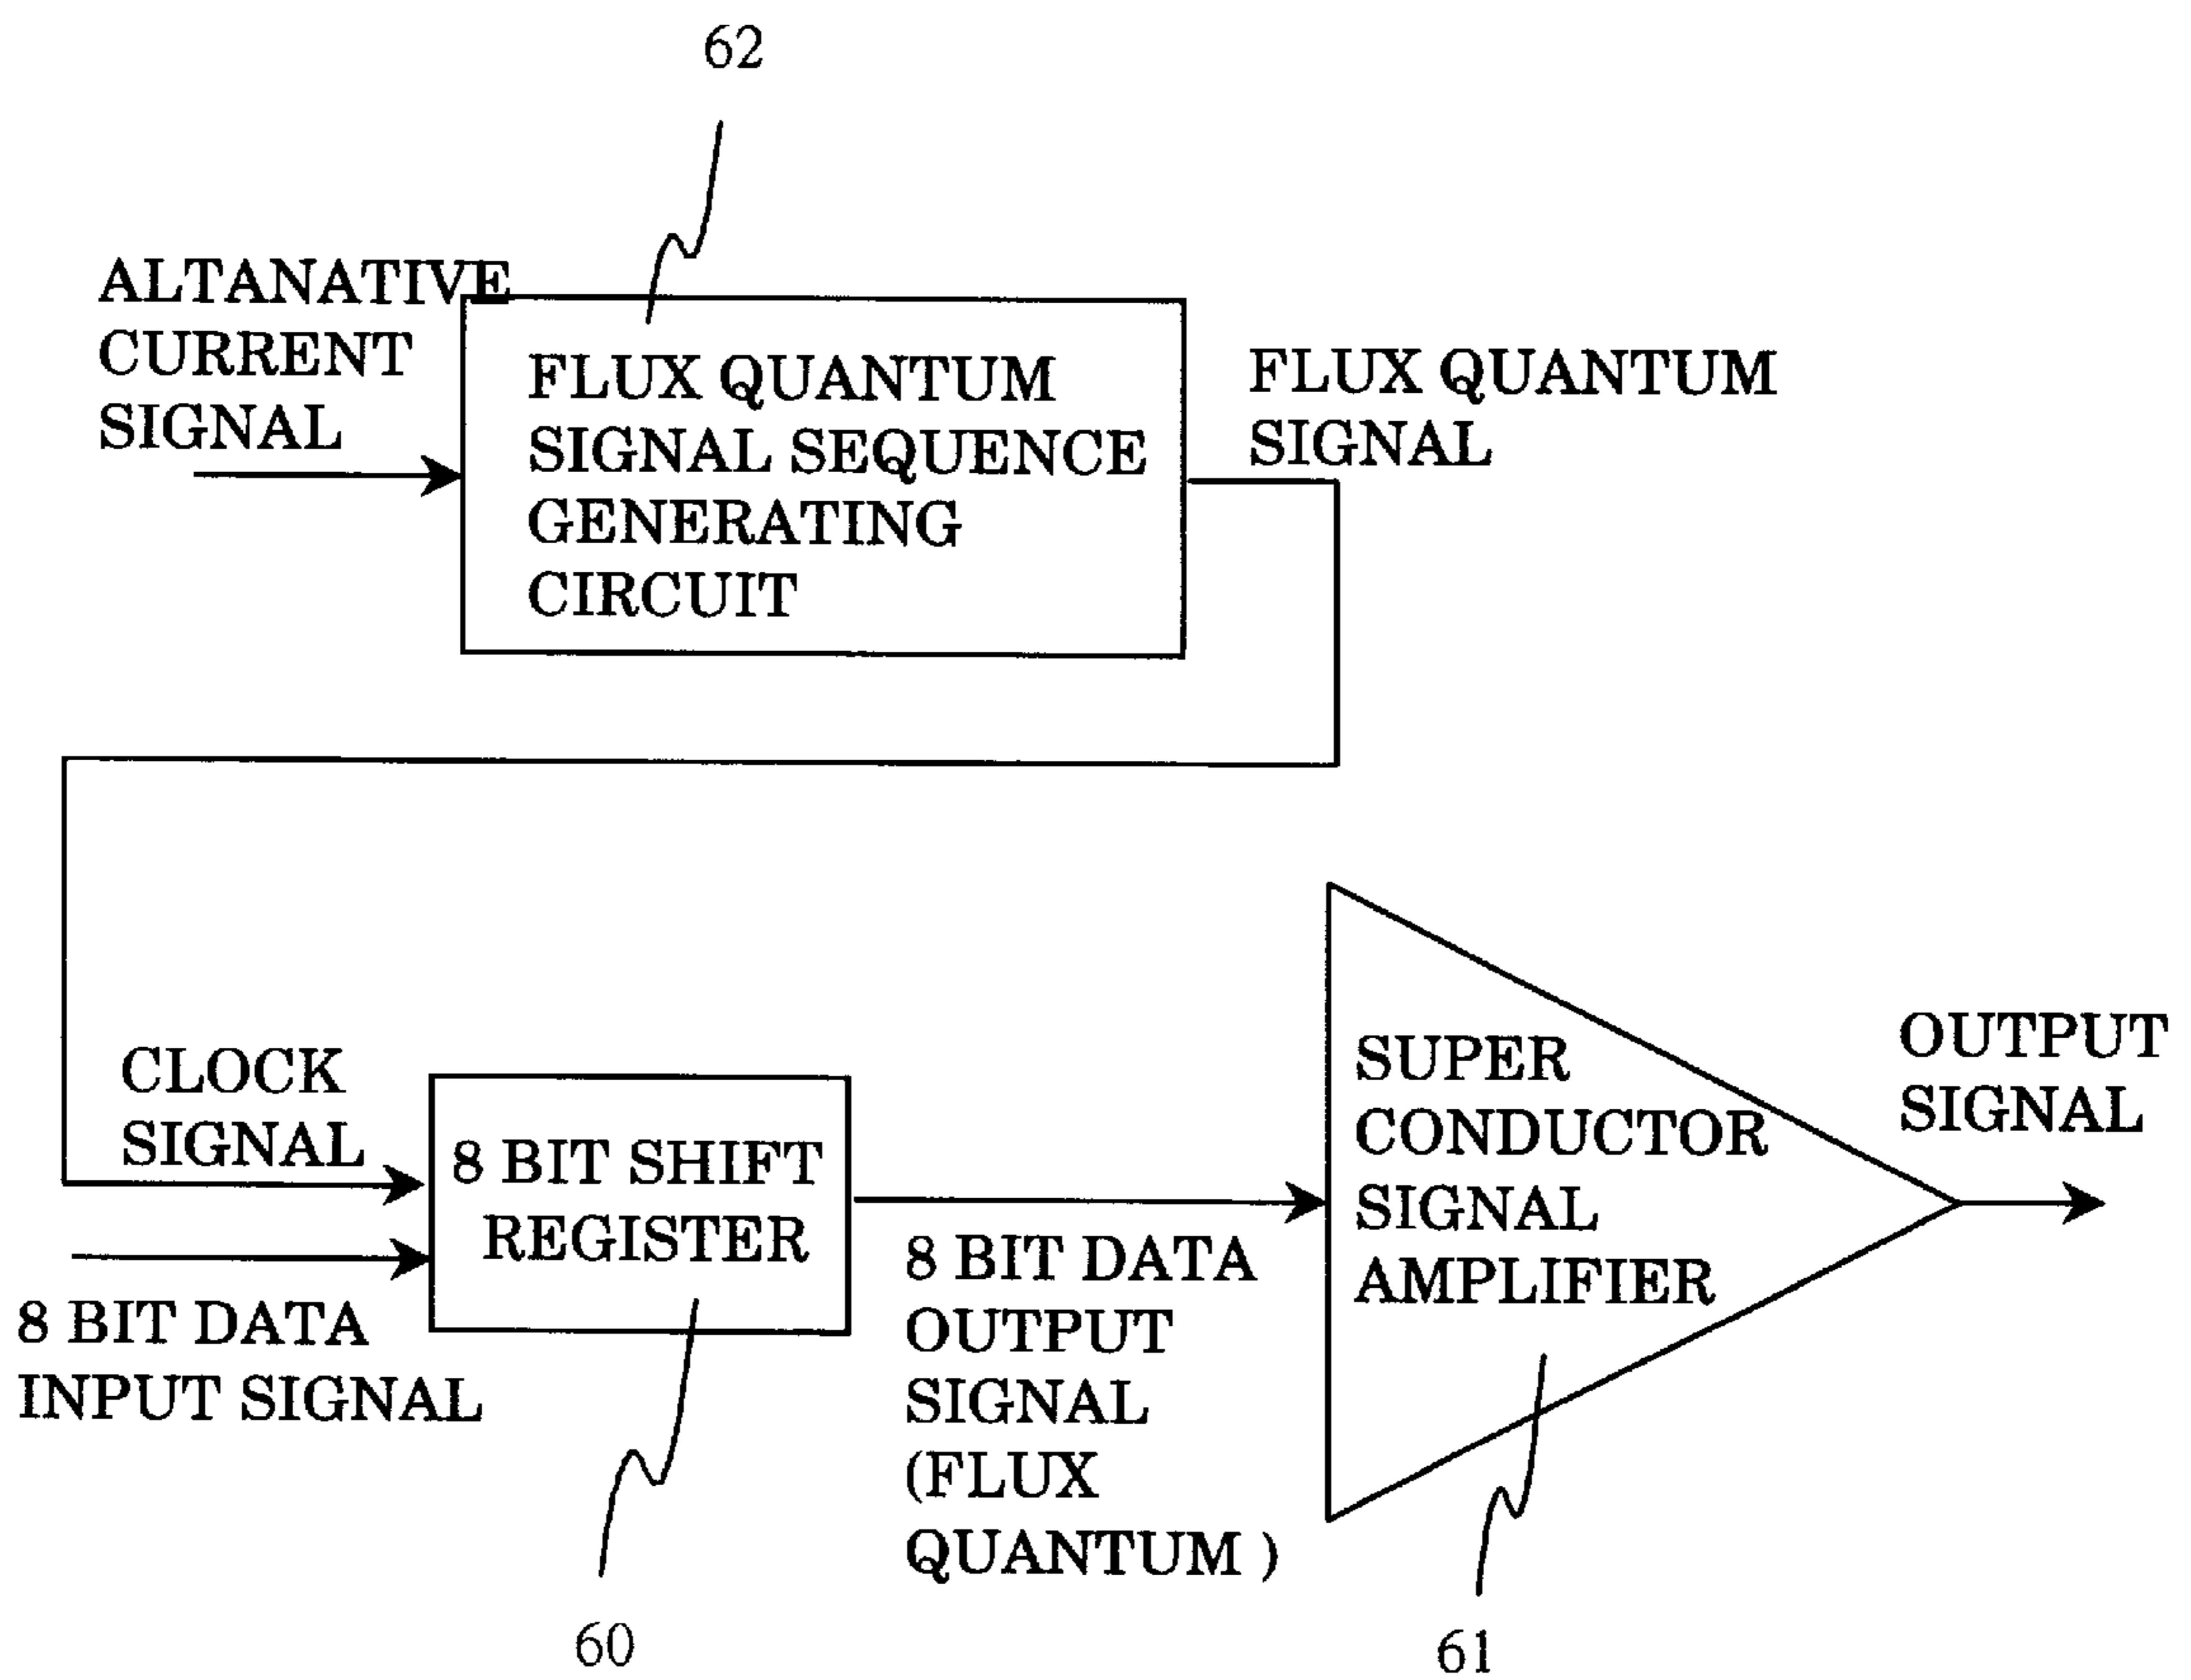 62
ALTANATIVE
CURRENT
SIGNAL
FLUX QUANTUM
SIGNAL SEQUENCE
GENERATING
CIRCUIT
FLUX QUANTUM
SIGNAL
CLOCK
SIGNAL
8 BIT DATA
INPUT SIGNAL
8 BIT SHIFT
REGISTER
60
8 BIT DATA
OUTPUT
SIGNAL
(FLUX
QUANTUM )
SUPER
CONDUCTOR
SIGNAL
AMPLIFIER
61
OUTPUT
SIGNAL